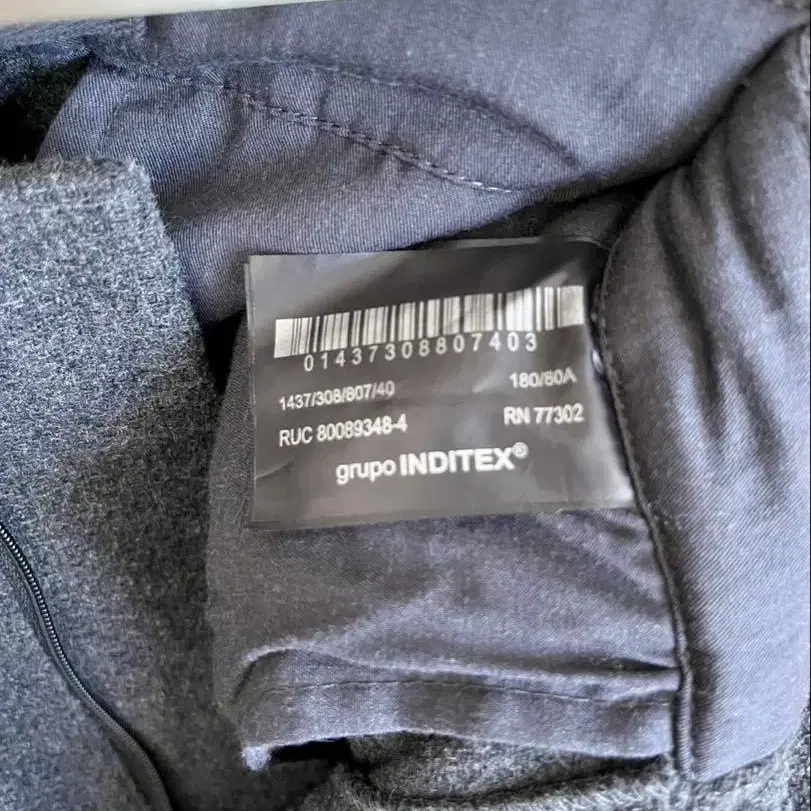 01437308807403
1437/308/807/40 180/80A
RUC 80089348-4 RN 77302
grupo INDITEX®